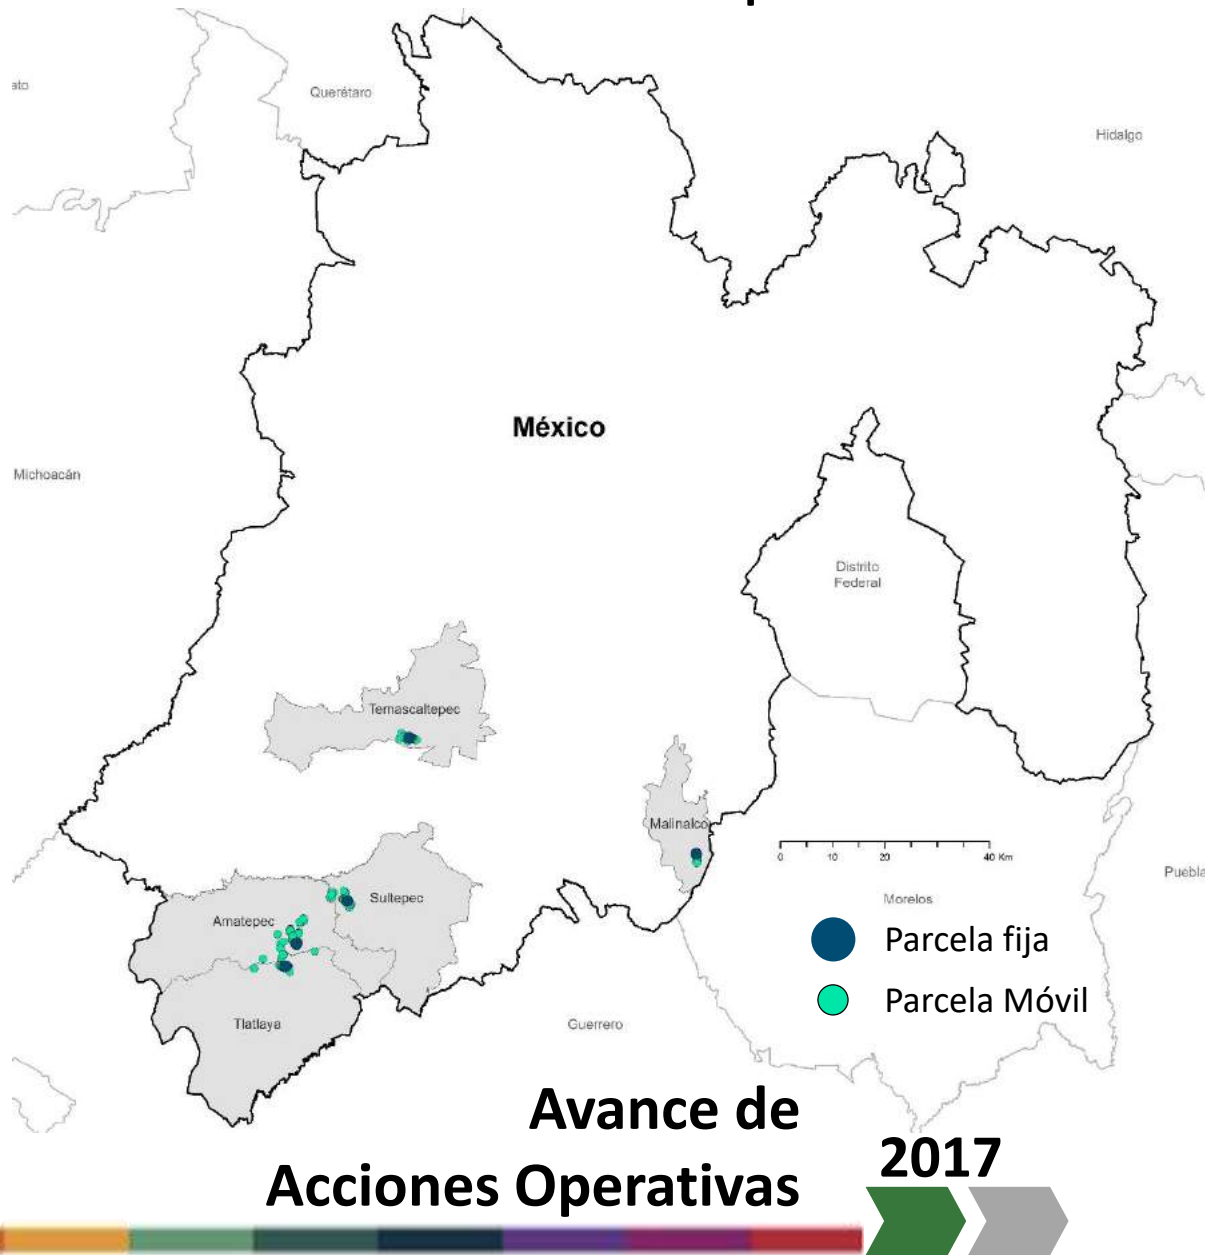 Querétaro
ato
Hidalgo
México
Michoacán
Distrito
Federal
Temascaltepec
Malinalco
0 10 20 40 Km
Puebla
Sultepec
Morelos
Amatepec
Parcela fija
Parcela Móvil
Tlatlaya
Guerrero
Avance de
Acciones Operativas
2017